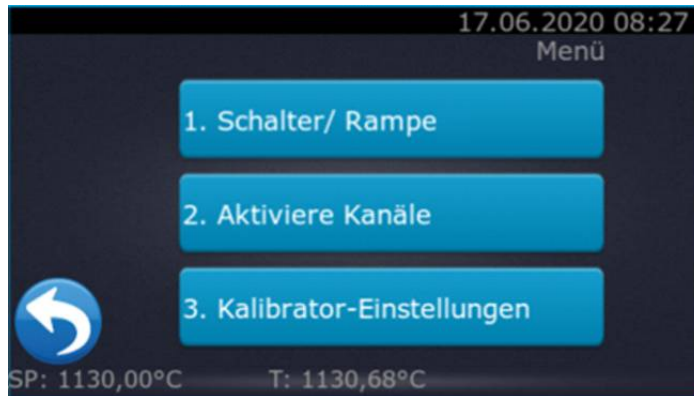 17.06.2020 08:27
Menü
1. Schalter/ Rampe
2. Aktiviere Kanäle
3. Kalibrator-Einstellungen
SP: 1130,00°C T: 1130,68°C